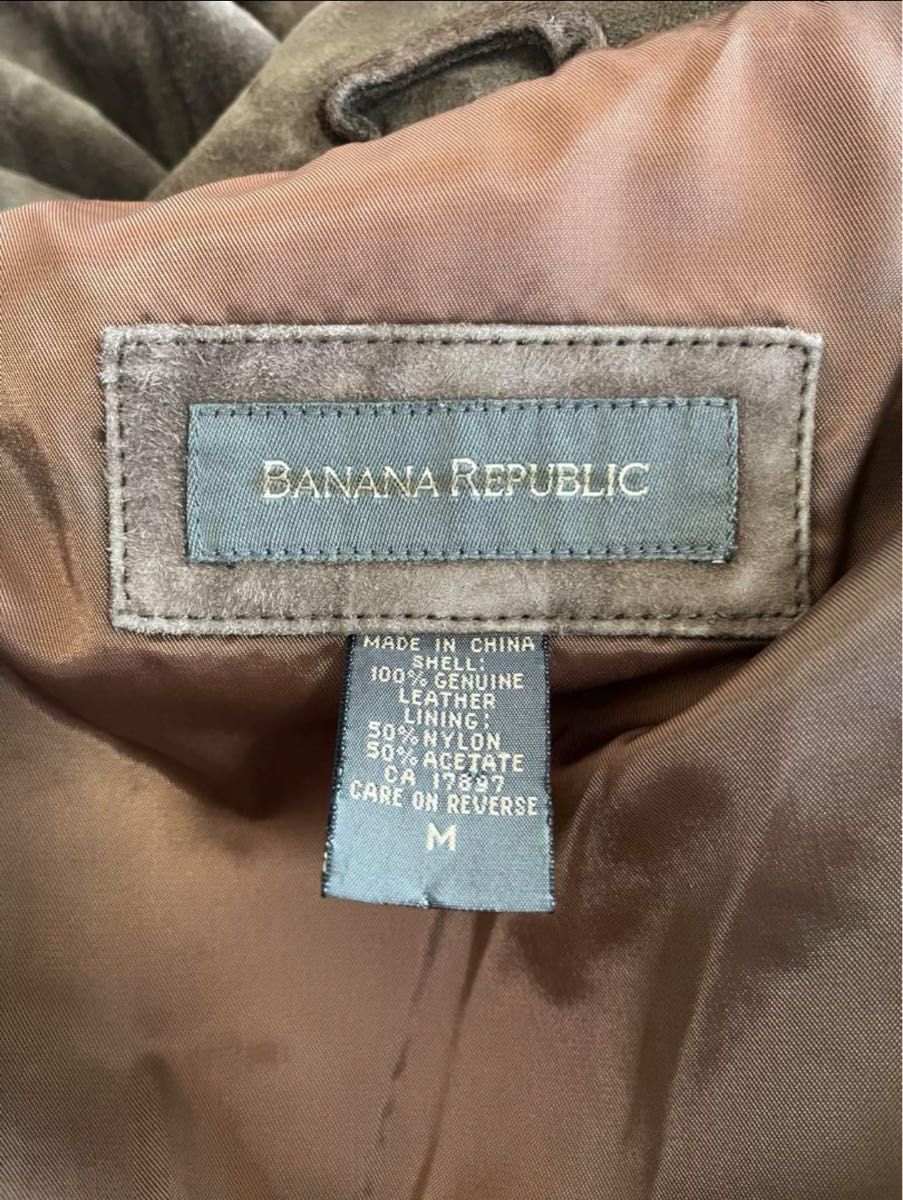 BANANA REPUBLIC
MADE IN CHINA
SHELL:
100% GENUINE
LEATHER
LINING:
50% NYLON
50% ACETATE
CA 17897
CARE ON REVERSE
M